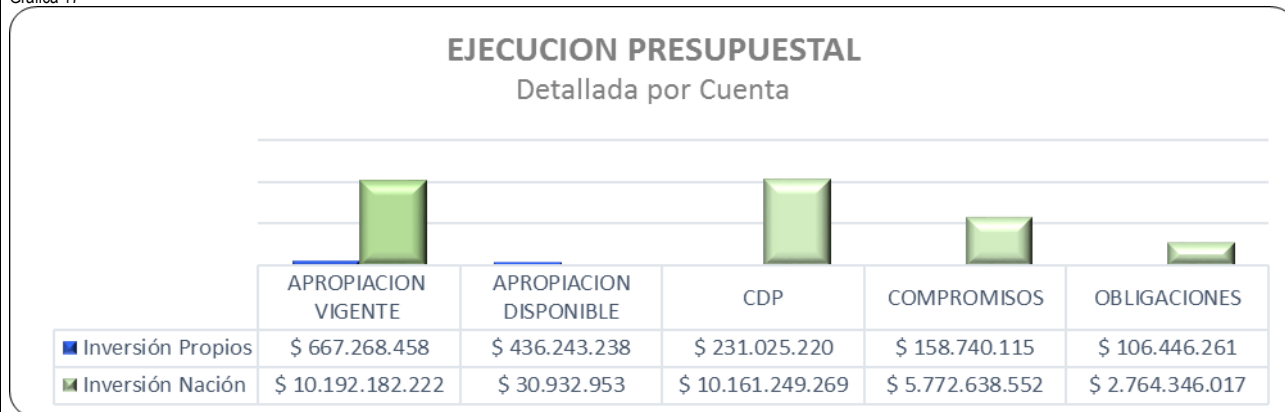 EJECUCION PRESUPUESTAL
Detallada por Cuenta
APROPIACION VIGENTE APROPIACION DISPONIBLE CDP COMPROMISOS OBLIGACIONES
Inversión Propios $ 667.268.458 $ 436.243.238 $ 231.025.220 $ 158.740.115 $ 106.446.261
Inversión Nación $ 10.192.182.222 $ 30.932.953 $ 10.161.249.269 $ 5.772.638.552 $ 2.764.346.017